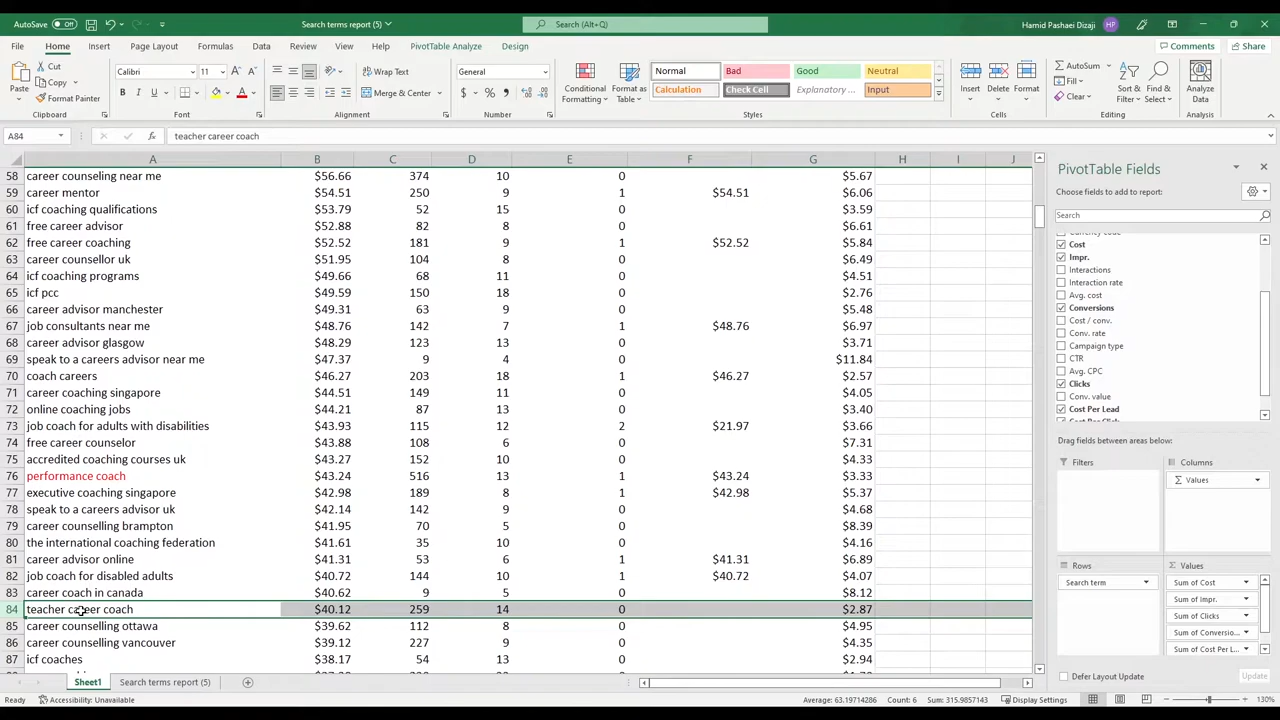 AutoSave Off Search terms report (5) Search (Alt+Q) Hamid Pashaei Dizaji HP
File Home Insert Page Layout Formulas Data Review View Help PivotTable Analyze Design Comments Share
Paste Cut Copy Format Painter Clipboard
Calibri 11 Font
Wrap Text Merge & Center Alignment
General Number
Conditional Formatting Format as Table
Normal Bad Good Neutral
Calculation Check Cell Explanatory ... Input
Styles
Insert Delete Format Cells
AutoSum Fill Clear Sort & Filter Find & Select Editing
Analyze Data Analysis
A84 fx teacher career coach
A B C D E F G H I J
58 career counseling near me $56.66 374 10 0 $5.67
59 career mentor $54.51 250 9 1 $54.51 $6.06
60 icf coaching qualifications $53.79 52 15 0 $3.59
61 free career advisor $52.88 82 8 0 $6.61
62 free career coaching $52.52 181 9 1 $52.52 $5.84
63 career counsellor uk $51.95 104 8 0 $6.49
64 icf coaching programs $49.66 68 11 0 $4.51
65 icf pcc $49.59 150 18 0 $2.76
66 career advisor manchester $49.31 63 9 0 $5.48
67 job consultants near me $48.76 142 7 1 $48.76 $6.97
68 career advisor glasgow $48.29 123 13 0 $3.71
69 speak to a careers advisor near me $47.37 9 4 0 $11.84
70 coach careers $46.27 203 18 1 $46.27 $2.57
71 career coaching singapore $44.51 149 11 0 $4.05
72 online coaching jobs $44.21 87 13 0 $3.40
73 job coach for adults with disabilities $43.93 115 12 2 $21.97 $3.66
74 free career counselor $43.88 108 6 0 $7.31
75 accredited coaching courses uk $43.27 152 10 0 $4.33
76 performance coach $43.24 516 13 1 $43.24 $3.33
77 executive coaching singapore $42.98 189 8 1 $42.98 $5.37
78 speak to a careers advisor uk $42.14 142 9 0 $4.68
79 career counselling brampton $41.95 70 5 0 $8.39
80 the international coaching federation $41.61 35 10 0 $4.16
81 career advisor online $41.31 53 6 1 $41.31 $6.89
82 job coach for disabled adults $40.72 144 10 1 $40.72 $4.07
83 career coach in canada $40.62 9 5 0 $8.12
84 teacher career coach $40.12 259 14 0 $2.87
85 career counselling ottawa $39.62 112 8 0 $4.95
86 career counselling vancouver $39.12 227 9 0 $4.35
87 icf coaches $38.17 54 13 0 $2.94
PivotTable Fields
Choose fields to add to report:
Search
Currency code
Cost
Impr.
Interactions
Interaction rate
Avg. cost
Conversions
Cost / conv.
Conv. rate
Campaign type
CTR
Avg. CPC
Clicks
Conv. value
Cost Per Lead
Cost Per Click
Drag fields between areas below:
Filters Columns
Σ Values
Rows Σ Values
Search term Sum of Cost
Sum of Impr.
Sum of Clicks
Sum of Conversio...
Sum of Cost Per L...
Defer Layout Update Update
Sheet1 Search terms report (5)
Ready Accessibility: Unavailable Average: 63.19714286 Count: 6 Sum: 315.9857143 Display Settings 130%